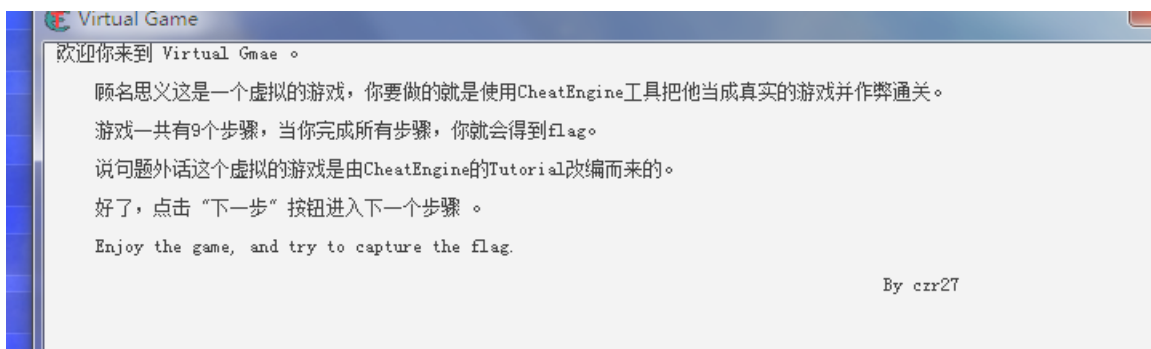 Virtual Game
欢迎你来到 Virtual Gmae 。
顾名思义这是一个虚拟的游戏，你要做的就是使用CheatEngine工具把他当成真实的游戏并作弊通关。
游戏一共有9个步骤，当你完成所有步骤，你就会得到flag。
说句题外话这个虚拟的游戏是由CheatEngine的Tutorial改编而来的。
好了，点击“下一步“按钮进入下一个步骤 。
Enjoy the game, and try to capture the flag.
By czr27